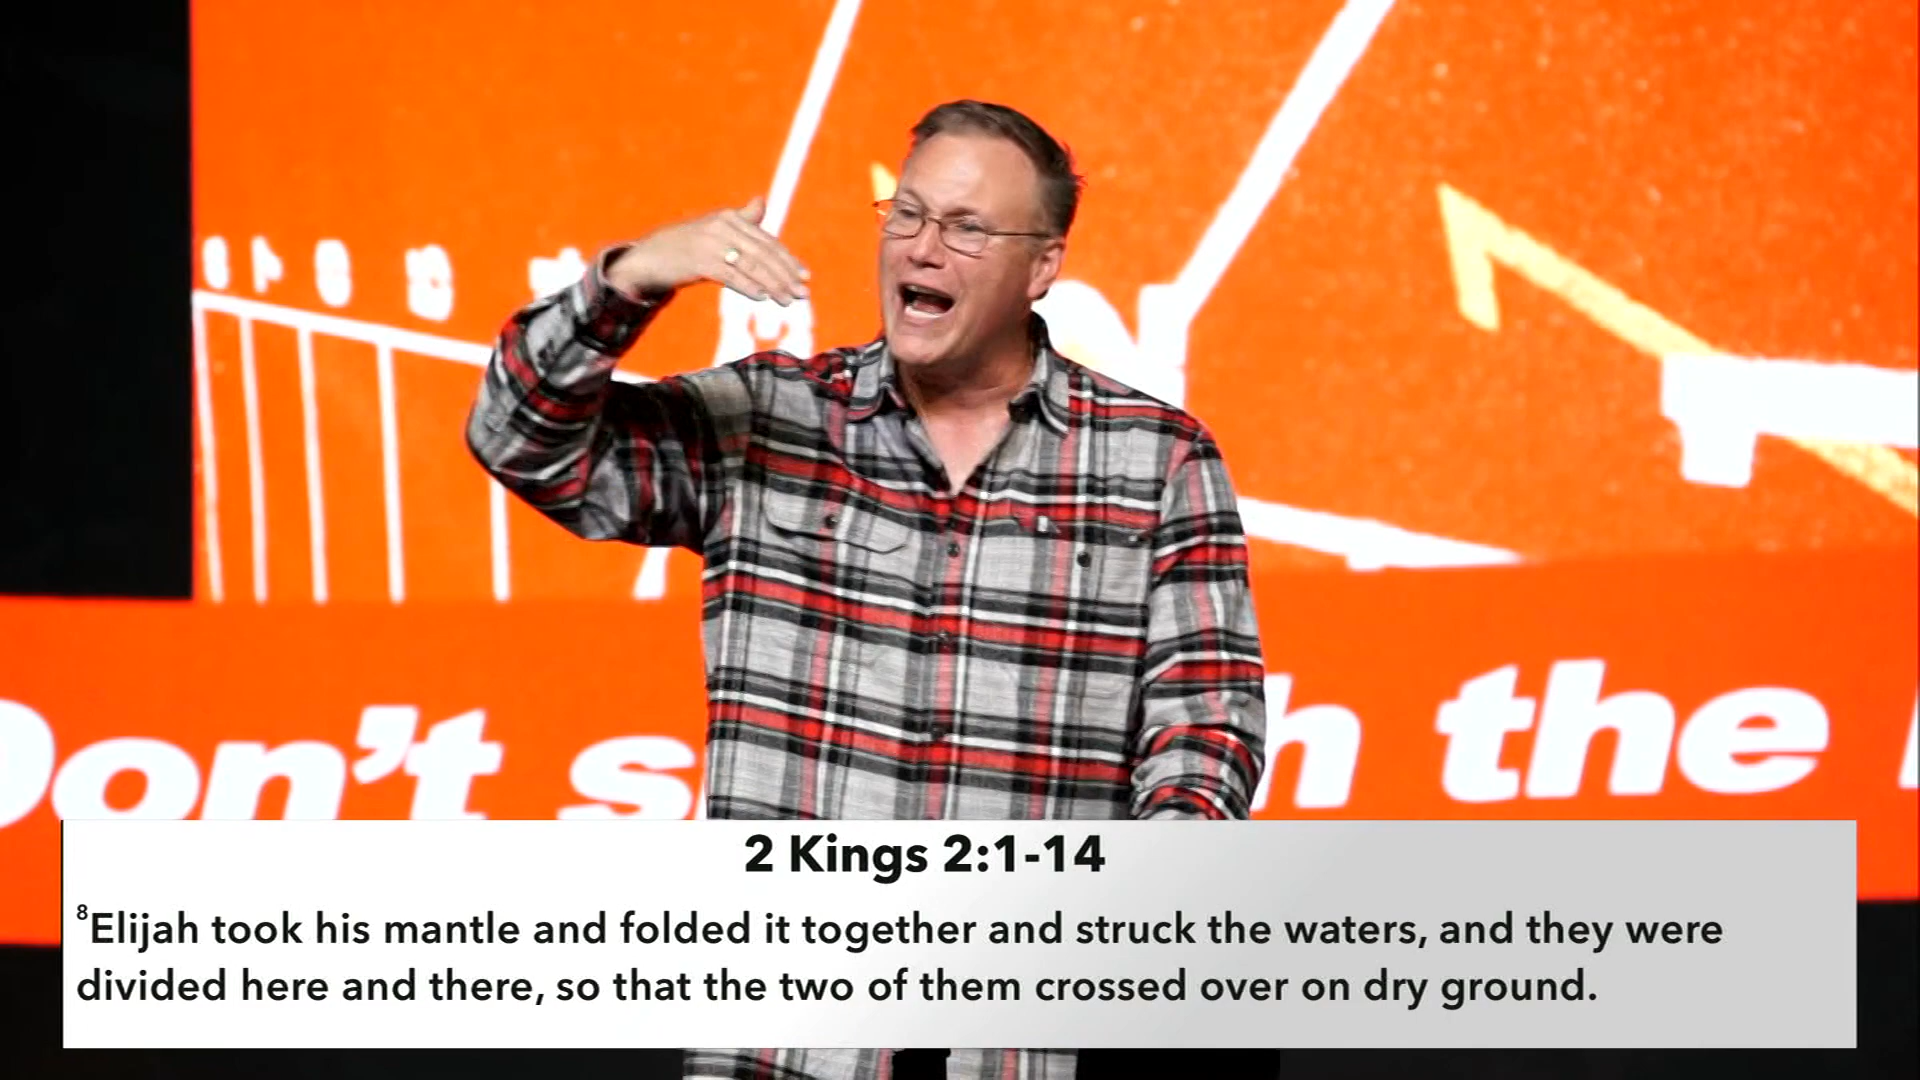 Don't s h the
2 Kings 2:1-14
8Elijah took his mantle and folded it together and struck the waters, and they were
divided here and there, so that the two of them crossed over on dry ground.